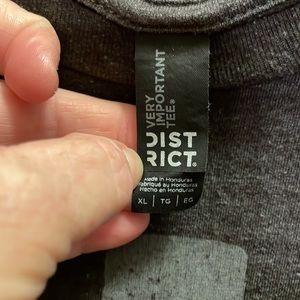 VERY
IMPORTANT
TEE®
DIST
RICT®
Made in Honduras
Fabriqué au Honduras
Hecho en Honduras
XL | TG | EG